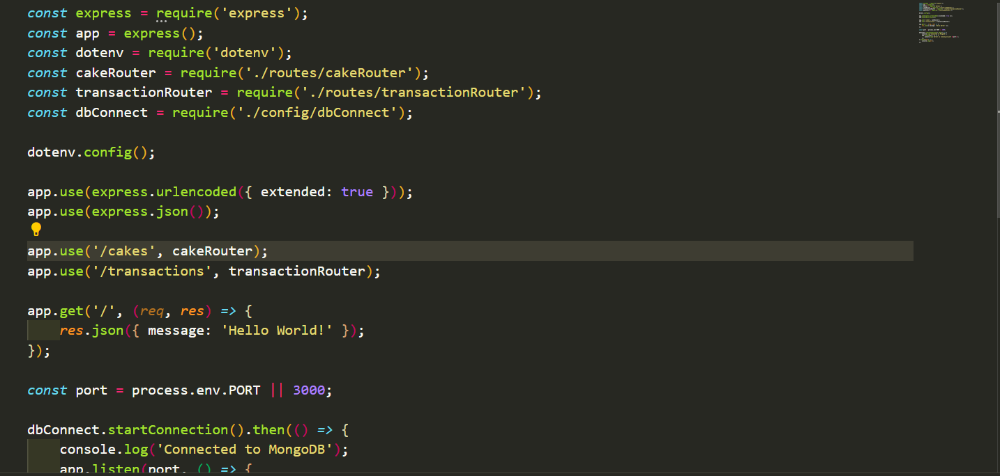 const express = require('express');
const app = express();
const dotenv = require('dotenv');
const cakeRouter = require('./routes/cakeRouter');
const transactionRouter = require('./routes/transactionRouter');
const dbConnect = require('./config/dbConnect');
dotenv.config();
app.use(express.urlencoded({ extended: true }));
app.use(express.json());
app.use('/cakes', cakeRouter);
app.use('/transactions', transactionRouter);
app.get('/', (req, res) => {
    res.json({ message: 'Hello World!' });
});
const port = process.env.PORT || 3000;
dbConnect.startConnection().then(() => {
    console.log('Connected to MongoDB');
    app.listen(port, () => {